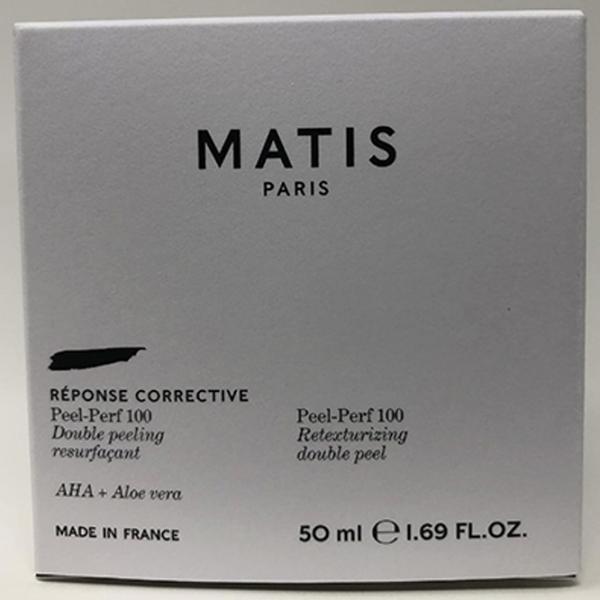 MATIS
PARIS
RÉPONSE CORRECTIVE
Peel-Perf 100
Double peeling
resurfaçant
AHA + Aloe vera
Peel-Perf 100
Retexturizing
double peel
MADE IN FRANCE
50 ml ℮ 1.69 FL.OZ.